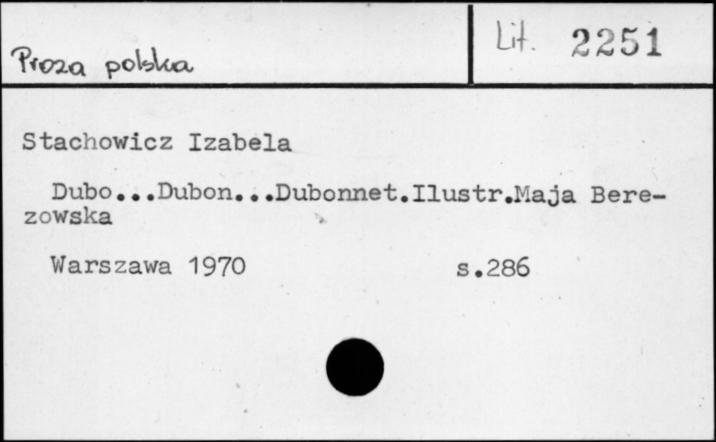 Proza polska
Lit. 2251
Stachowicz Izabela
Dubo...Dubon...Dubonnet.Ilustr.Maja Bere-
zowska
Warszawa 1970 s.286